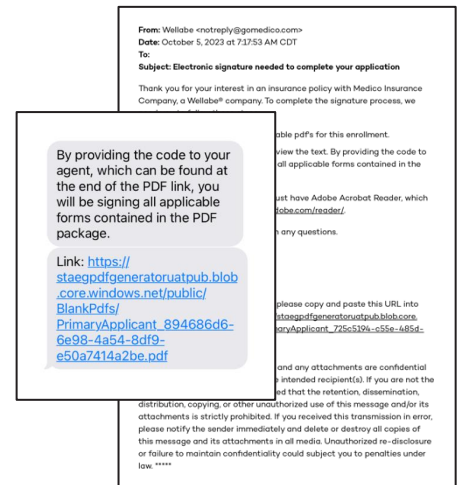 From: Wellabe <notreply@gomedico.com>
Date: October 5, 2023 at 7:17:53 AM CDT
To:
Subject: Electronic signature needed to complete your application
Thank you for your interest in an insurance policy with Medico Insurance
Company, a Wellabe® company. To complete the signature process, we
able pdf's for this enrollment.
view the text. By providing the code to
all applicable forms contained in the
ust have Adobe Acrobat Reader, which
dobe.com/reader/.
any questions.
please copy and paste this URL into
/staegpdfgeneratoruatpub.blob.core.
naryApplicant_725c5194-c55e-485d-
and any attachments are confidential
intended recipient(s). If you are not the
ed that the retention, dissemination,
distribution, copying, or other unauthorized use of this message and/or its
attachments is strictly prohibited. If you received this transmission in error,
please notify the sender immediately and delete or destroy all copies of
this message and its attachments in all media. Unauthorized re-disclosure
or failure to maintain confidentiality could subject you to penalties under
law. *****
By providing the code to your
agent, which can be found at
the end of the PDF link, you
will be signing all applicable
forms contained in the PDF
package.
Link: https://
staegpdfgeneratoruatpub.blob
.core.windows.net/public/
BlankPdfs/
PrimaryApplicant_894686d6-
6e98-4a54-8df9-
e50a7414a2be.pdf